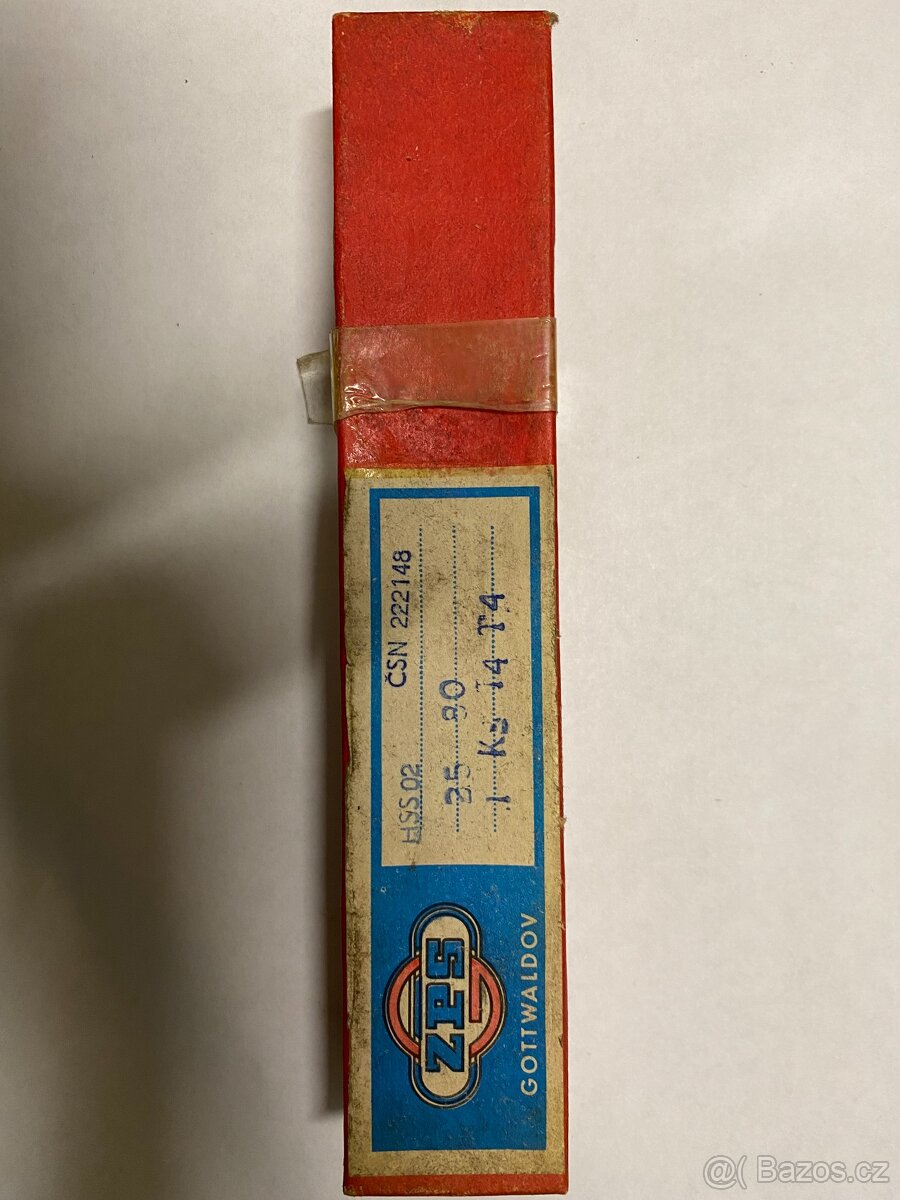 HSS 02 ČSN 222148
25 90
1 Ks 14 T4
ZPS
GOTTWALDOV
@( Bazos.cz